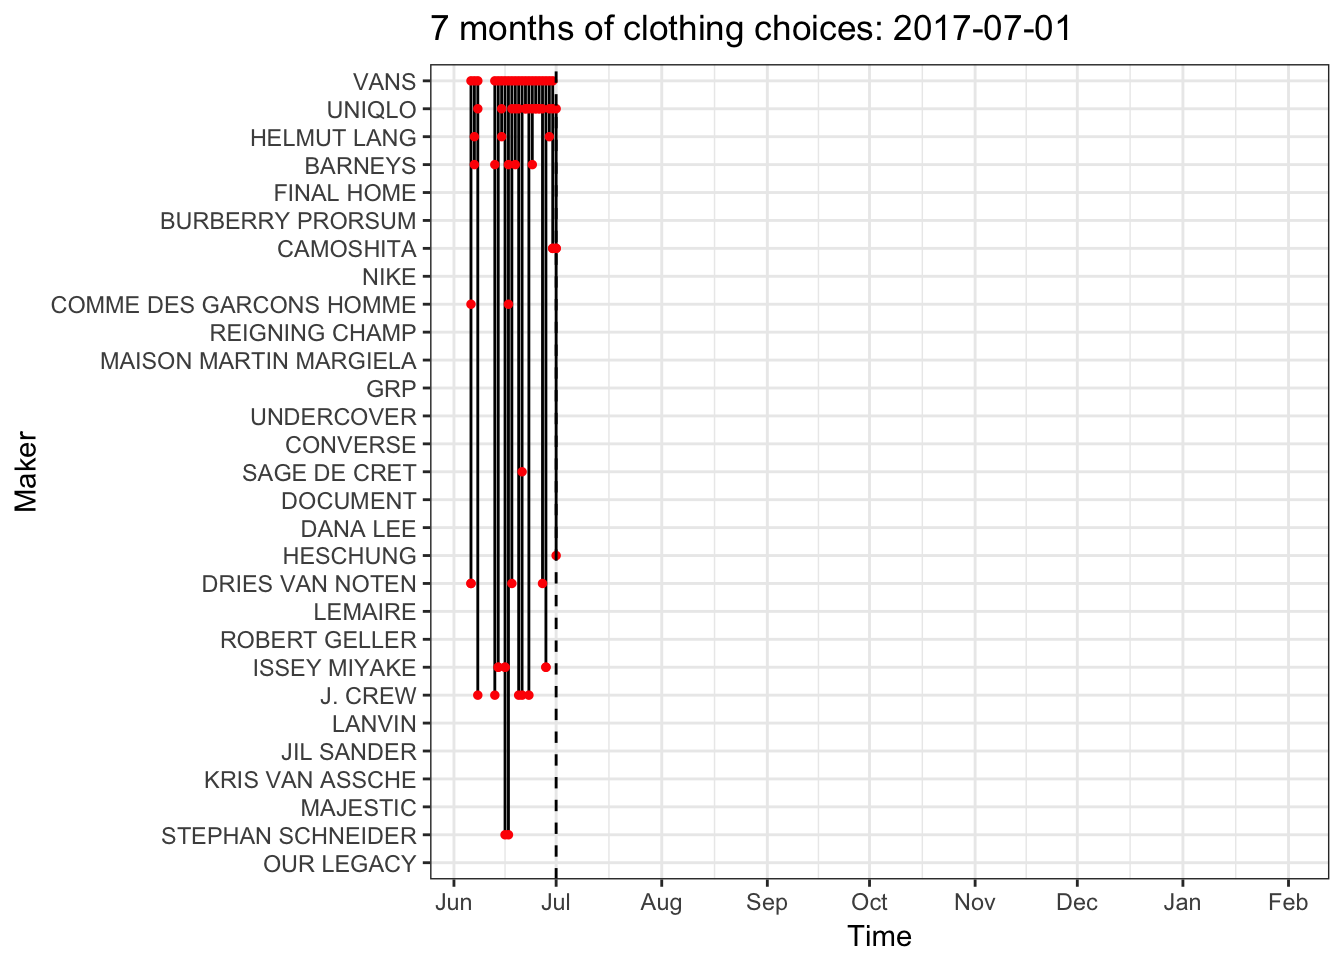 7 months of clothing choices: 2017-07-01
VANS
UNIQLO
HELMUT LANG
BARNEYS
FINAL HOME
BURBERRY PRORSUM
CAMOSHITA
NIKE
COMME DES GARCONS HOMME
REIGNING CHAMP
MAISON MARTIN MARGIELA
GRP
UNDERCOVER
CONVERSE
SAGE DE CRET
DOCUMENT
DANA LEE
HESCHUNG
DRIES VAN NOTEN
LEMAIRE
ROBERT GELLER
ISSEY MIYAKE
J. CREW
LANVIN
JIL SANDER
KRIS VAN ASSCHE
MAJESTIC
STEPHAN SCHNEIDER
OUR LEGACY
Maker
Jun Jul Aug Sep Oct Nov Dec Jan Feb
Time